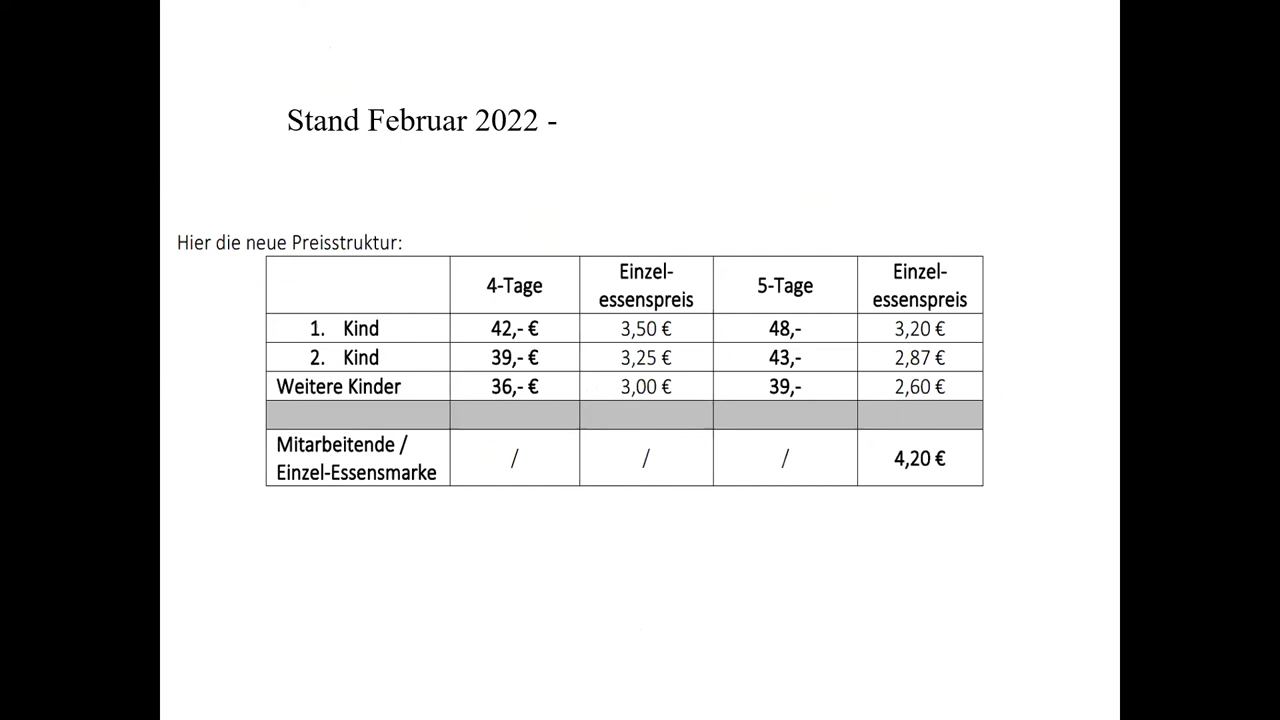 Stand Februar 2022 -
Hier die neue Preisstruktur:
4-Tage Einzel-essenspreis 5-Tage Einzel-essenspreis
1. Kind 42,- € 3,50 € 48,- 3,20 €
2. Kind 39,- € 3,25 € 43,- 2,87 €
Weitere Kinder 36,- € 3,00 € 39,- 2,60 €
Mitarbeitende /
Einzel-Essensmarke / / / 4,20 €